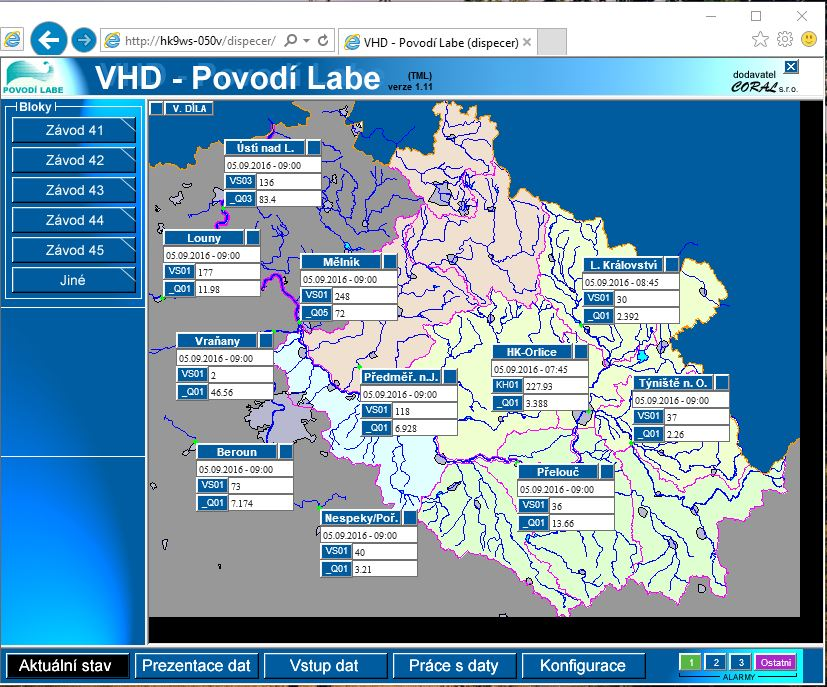 http://hk9ws-050v/dispecer/
VHD - Povodí Labe (dispecer)
POVODÍ LABE
VHD - Povodí Labe
(TML)
verze 1.11
dodavatel
CORAL s.r.o.
Bloky
Závod 41
Závod 42
Závod 43
Závod 44
Závod 45
Jiné
V. DÍLA
Ústí nad L.
05.09.2016 - 09:00
VS03 136
_Q03 83.4
Louny
05.09.2016 - 09:00
VS01 177
_Q01 11.98
Mělník
05.09.2016 - 09:00
VS01 248
_Q05 72
L. Království
05.09.2016 - 08:45
VS01 30
_Q01 2.392
Vraňany
05.09.2016 - 09:00
VS01 2
_Q01 46.56
HK-Orlice
05.09.2016 - 07:45
KH01 227.93
_Q01 3.388
Předměř. n.J.
05.09.2016 - 09:00
VS01 118
_Q01 6.928
Týniště n. O.
05.09.2016 - 09:00
VS01 37
_Q01 2.26
Beroun
05.09.2016 - 09:00
VS01 73
_Q01 7.174
Přelouč
05.09.2016 - 09:00
VS01 36
_Q01 13.66
Nespeky/Poř.
05.09.2016 - 09:00
VS01 40
_Q01 3.21
Aktuální stav
Prezentace dat
Vstup dat
Práce s daty
Konfigurace
1 2 3 Ostatní
ALARMY